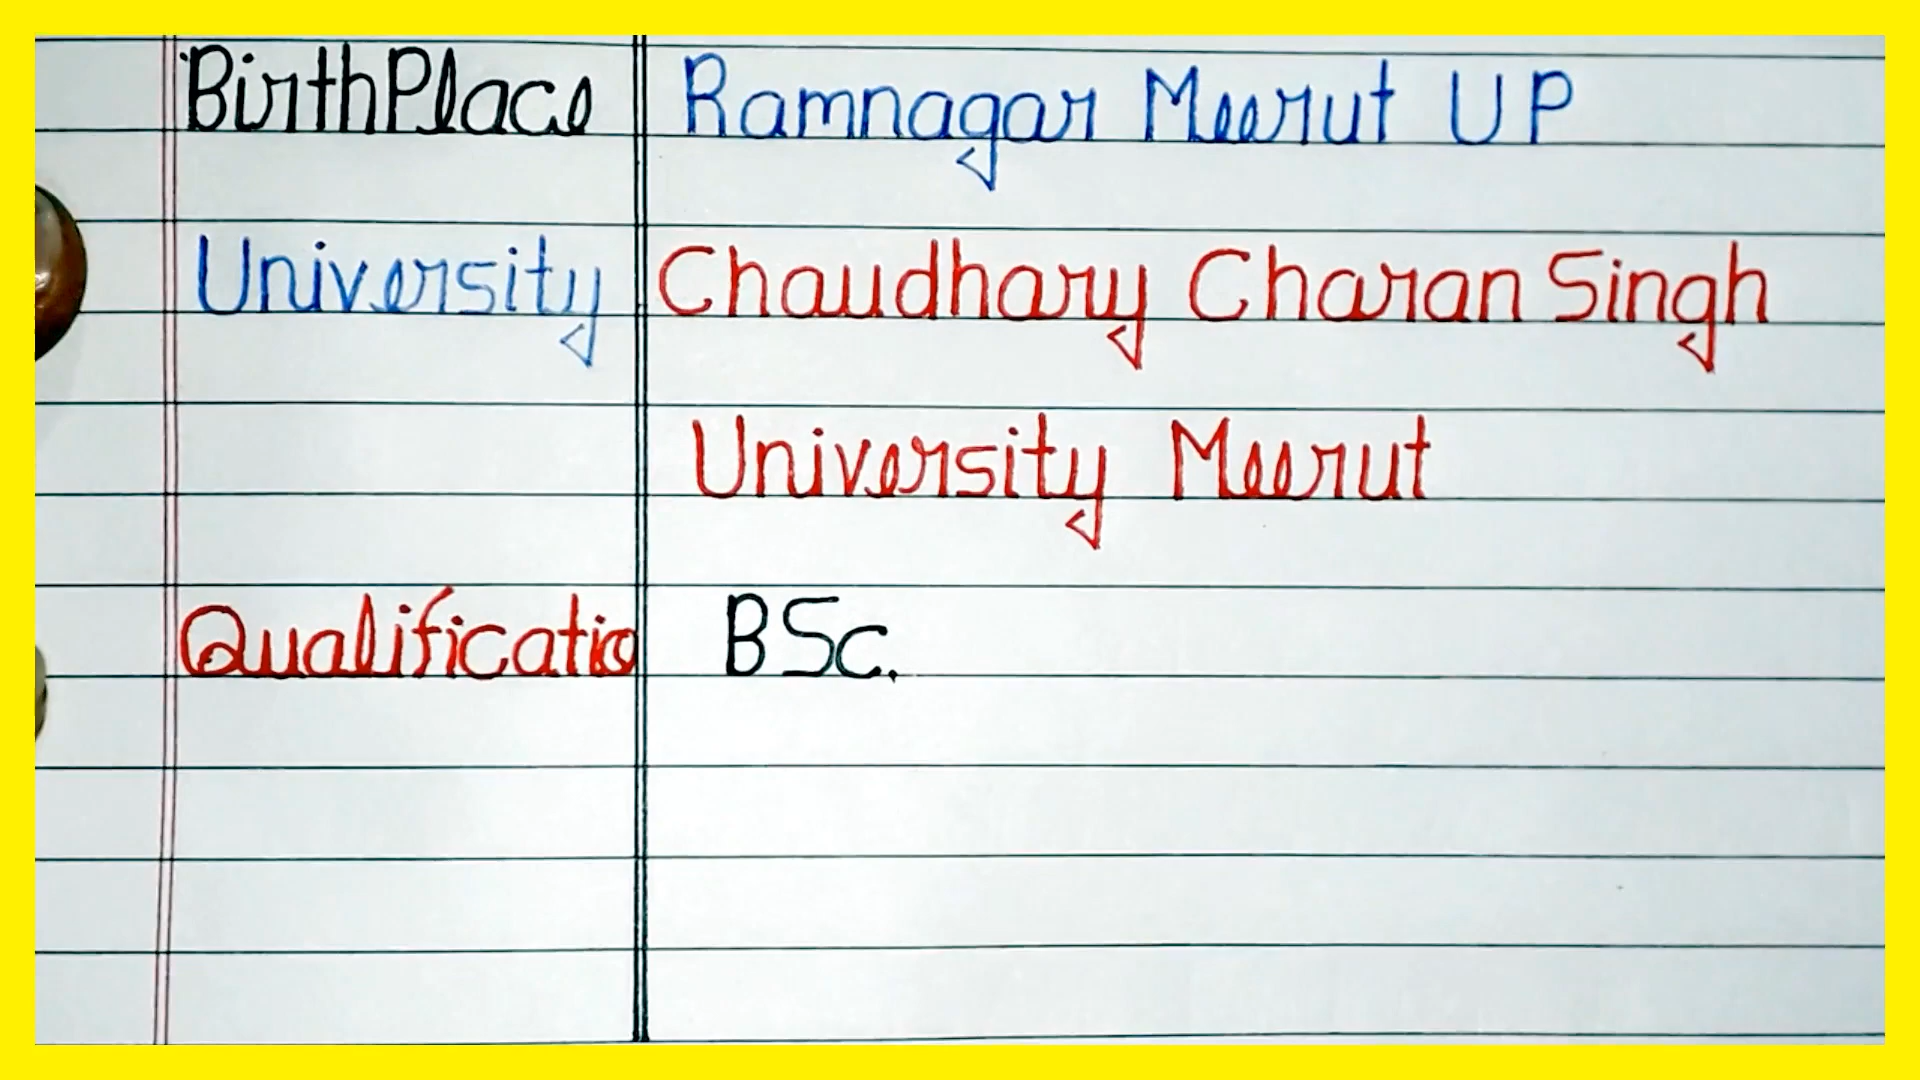 BirthPlace Ramnagar Meerut UP
University Chaudhary Charan Singh
University Meerut
Qualificatio BSc.